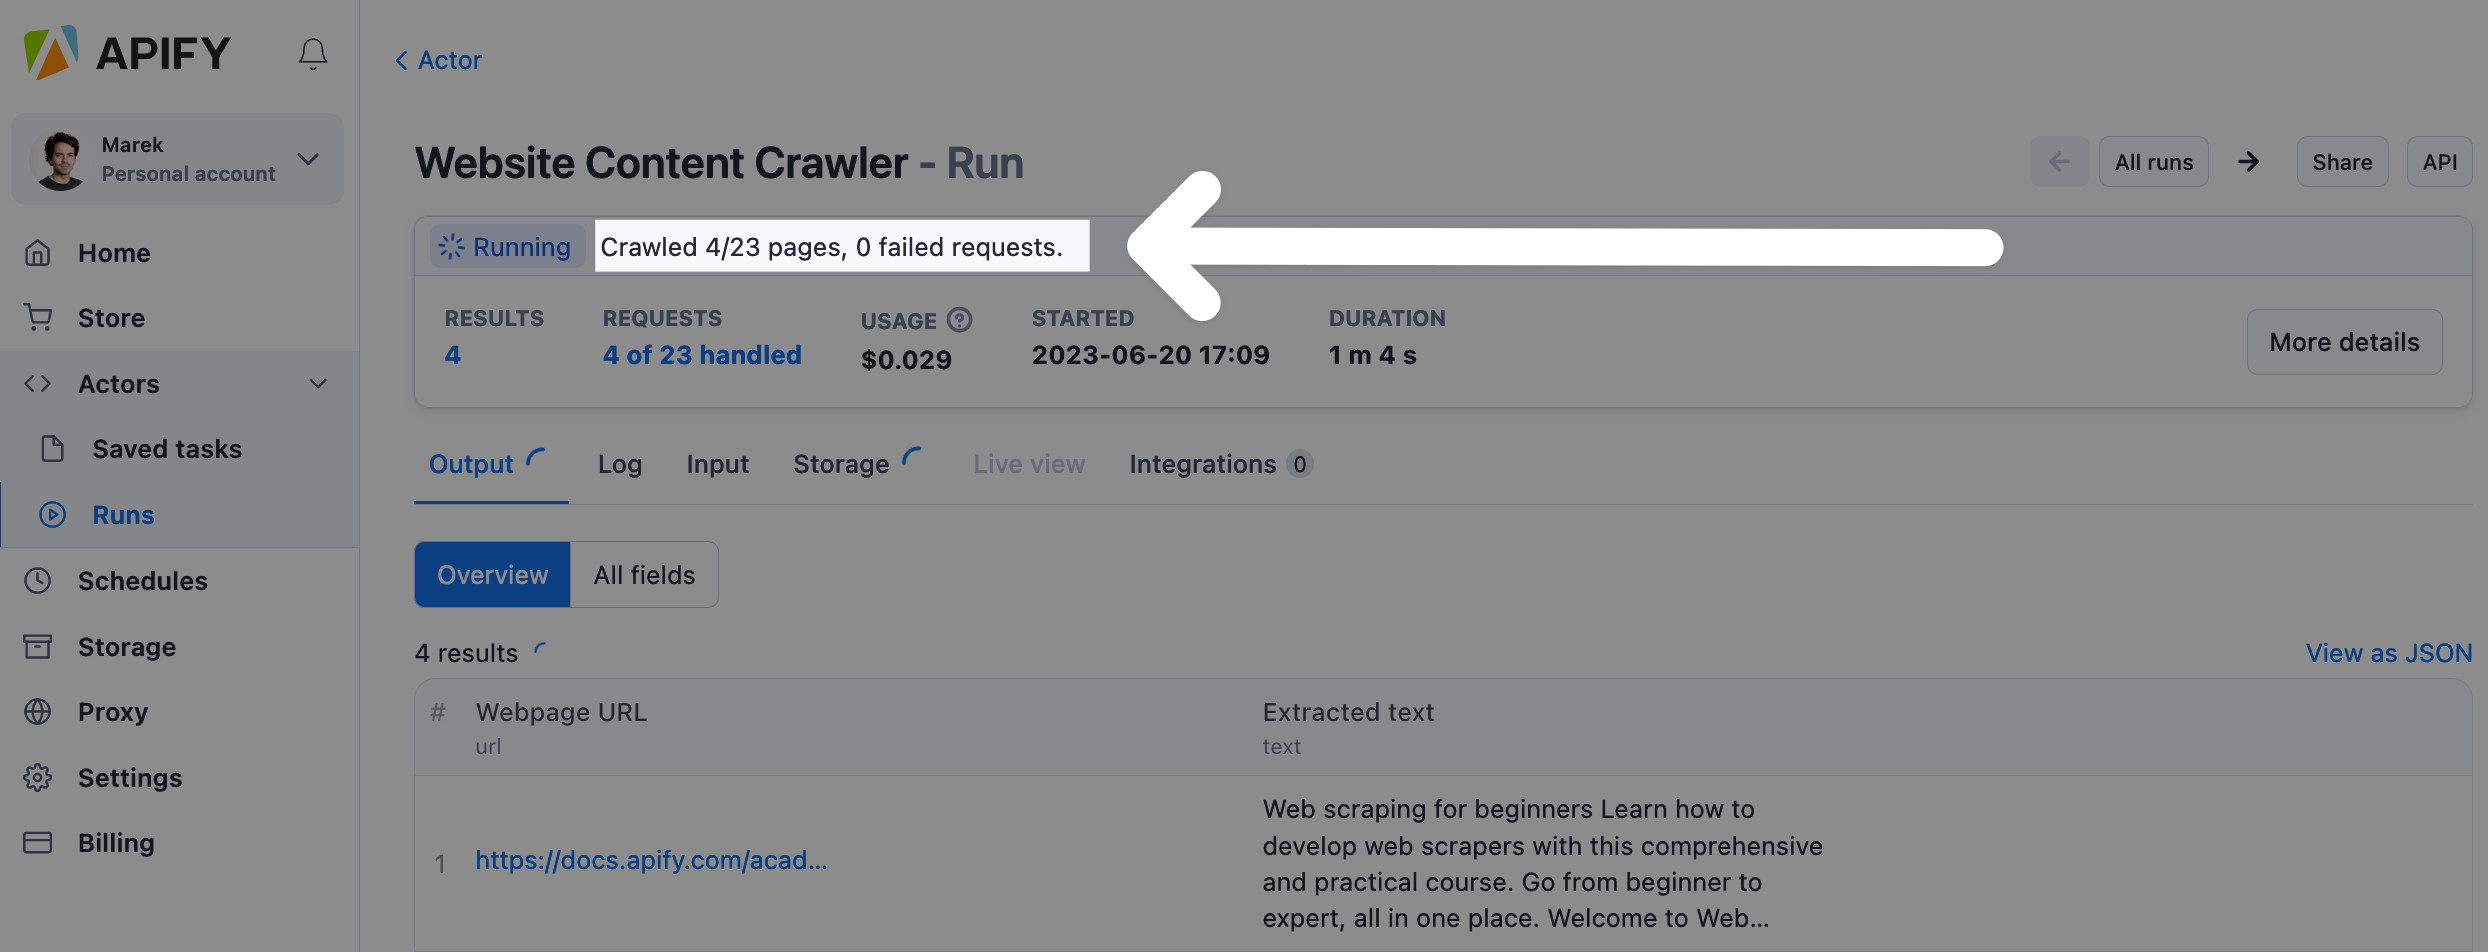 APIFY
Marek
Personal account
Home
Store
Actors
Saved tasks
Runs
Schedules
Storage
Proxy
Settings
Billing
Actor
Website Content Crawler - Run
All runs
Share
API
Running
Crawled 4/23 pages, 0 failed requests.
RESULTS
4
REQUESTS
4 of 23 handled
USAGE ?
$0.029
STARTED
2023-06-20 17:09
DURATION
1 m 4 s
More details
Output
Log
Input
Storage
Live view
Integrations 0
Overview
All fields
4 results
View as JSON
# Webpage URL
url
Extracted text
text
1
https://docs.apify.com/acad...
Web scraping for beginners Learn how to
develop web scrapers with this comprehensive
and practical course. Go from beginner to
expert, all in one place. Welcome to Web...